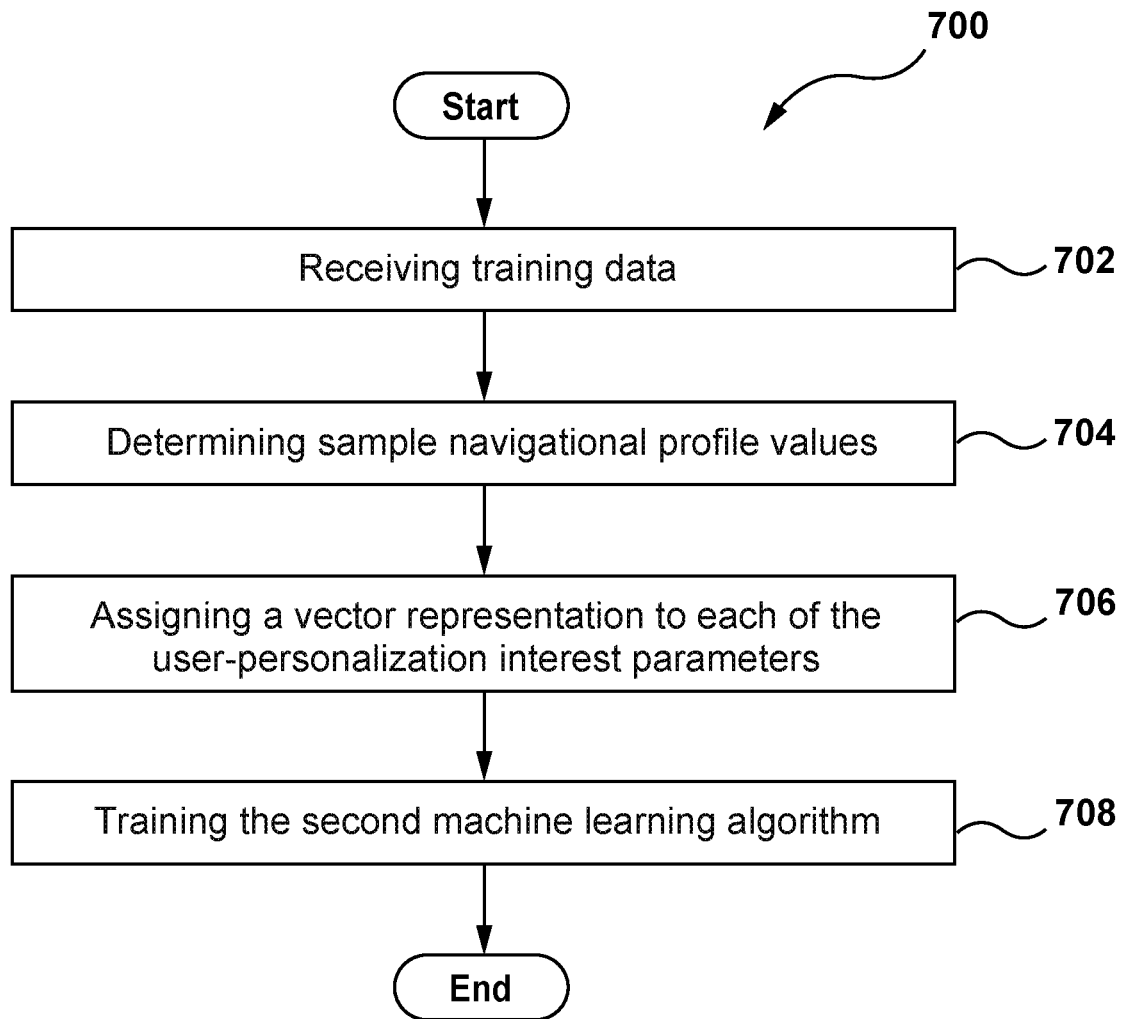 700
Start
Receiving training data
702
Determining sample navigational profile values
704
Assigning a vector representation to each of the
user-personalization interest parameters
706
Training the second machine learning algorithm
708
End